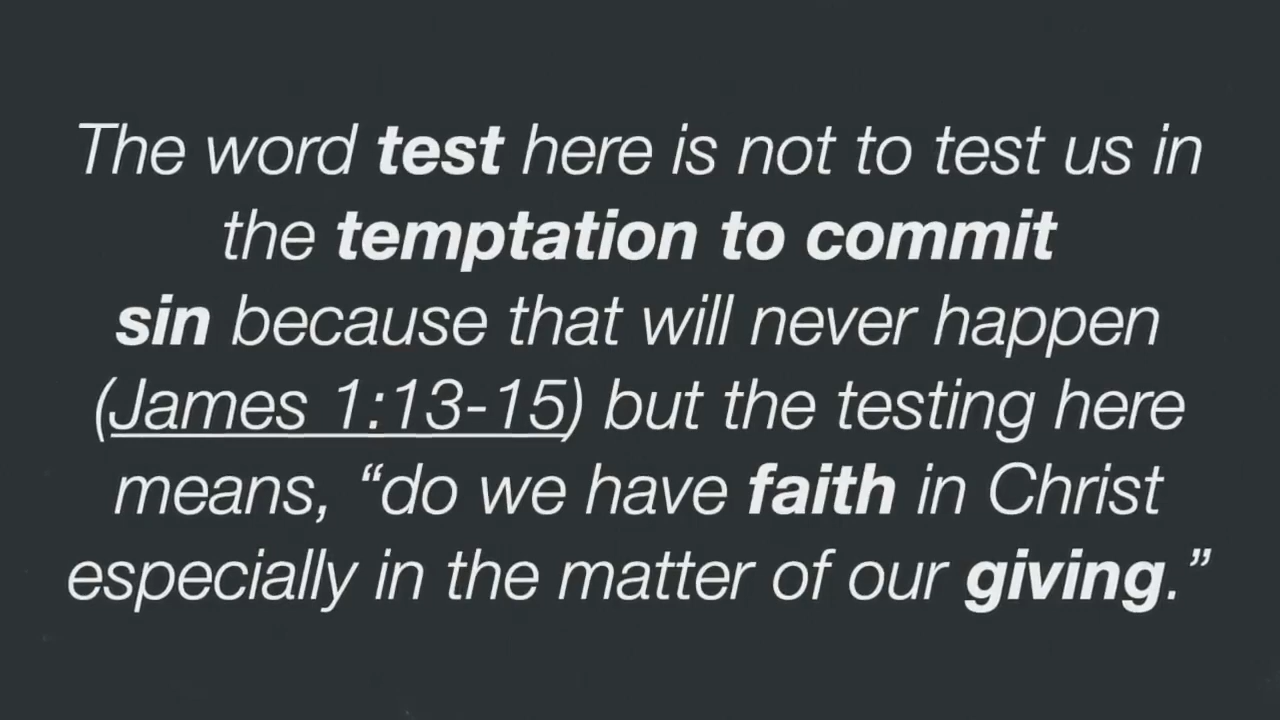 The word test here is not to test us in
the temptation to commit
sin because that will never happen
(James 1:13-15) but the testing here
means, “do we have faith in Christ
especially in the matter of our giving.”